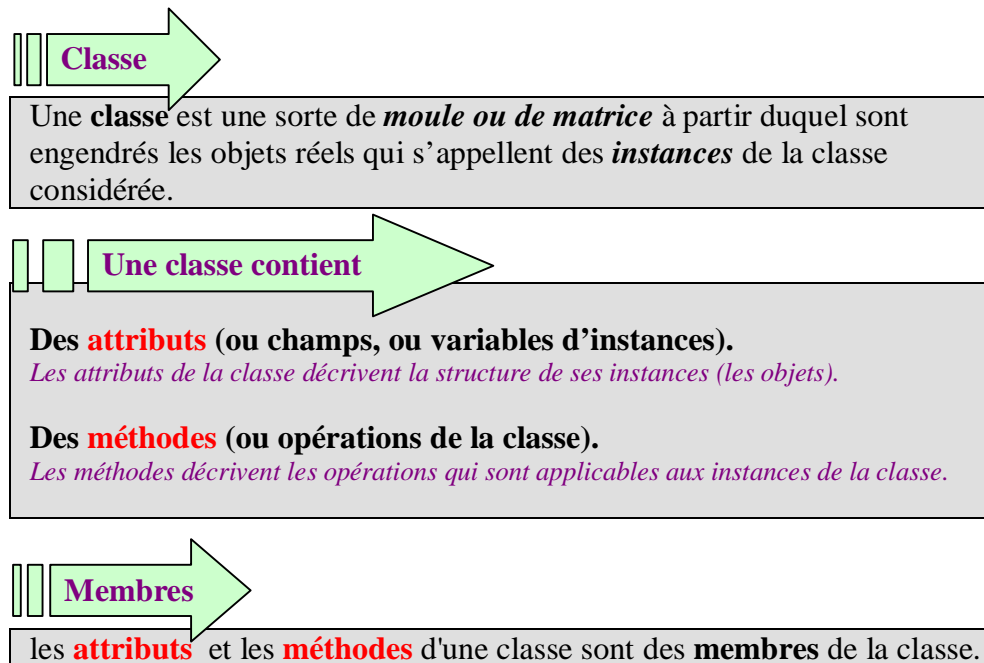 Classe
Une classe est une sorte de moule ou de matrice à partir duquel sont
engendrés les objets réels qui s’appellent des instances de la classe
considérée.
Une classe contient
Des attributs (ou champs, ou variables d’instances).
Les attributs de la classe décrivent la structure de ses instances (les objets).
Des méthodes (ou opérations de la classe).
Les méthodes décrivent les opérations qui sont applicables aux instances de la classe.
Membres
les attributs et les méthodes d'une classe sont des membres de la classe.